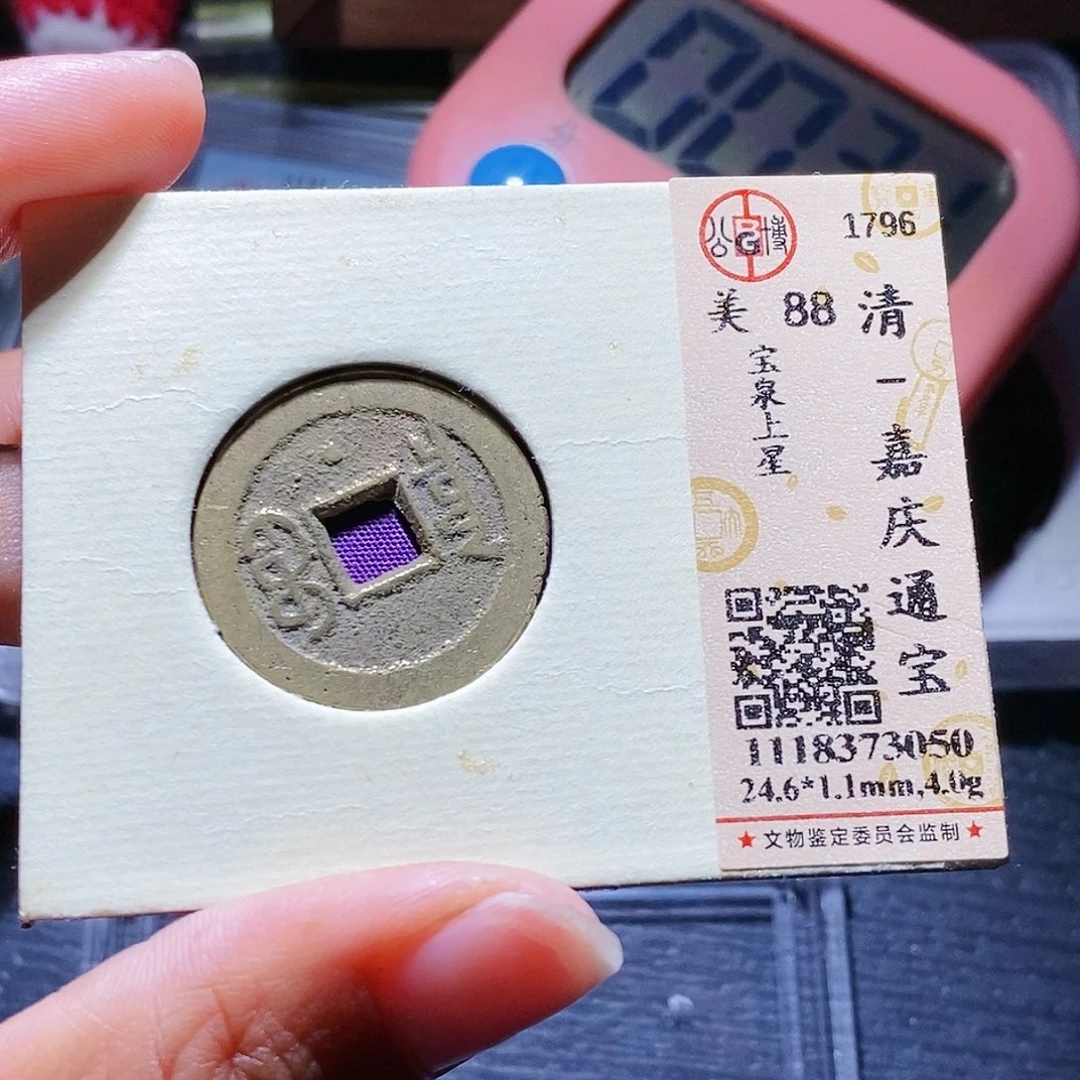 公 BG 博
1796
美 88
清一嘉庆通宝
宝泉上星
1118373050
24.6*1.1mm,4.0g
★ 文物鉴定委员会监制 ★